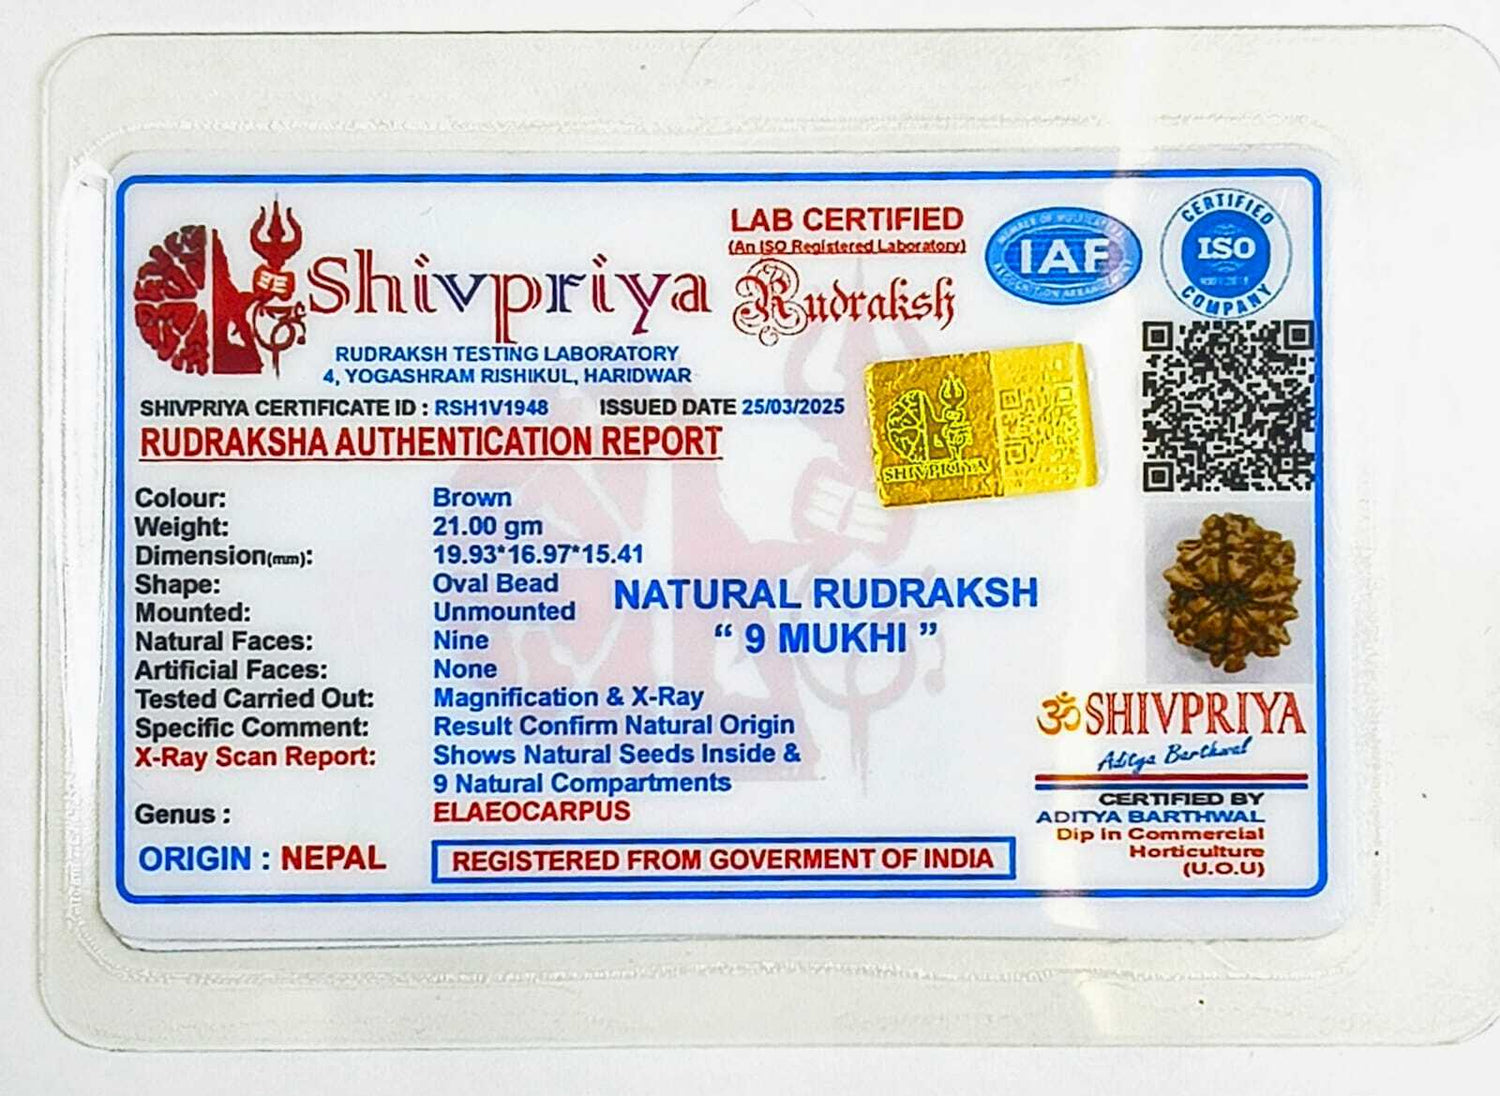 Shivpriya
RUDRAKSH TESTING LABORATORY
4, YOGASHRAM RISHIKUL, HARIDWAR
LAB CERTIFIED
(An ISO Registered Laboratory)
Rudraksh
IAF
CERTIFIED
ISO
COMPANY
SHIVPRIYA CERTIFICATE ID : RSH1V1948 ISSUED DATE 25/03/2025
RUDRAKSHA AUTHENTICATION REPORT
SHIVPRIYA
Colour: Brown
Weight: 21.00 gm
Dimension(mm): 19.93*16.97*15.41
Shape: Oval Bead
Mounted: Unmounted
Natural Faces: Nine
Artificial Faces: None
Tested Carried Out: Magnification & X-Ray
Specific Comment: Result Confirm Natural Origin
X-Ray Scan Report: Shows Natural Seeds Inside &
9 Natural Compartments
Genus : ELAEOCARPUS
ORIGIN : NEPAL
REGISTERED FROM GOVERMENT OF INDIA
NATURAL RUDRAKSH
“ 9 MUKHI ”
ॐ SHIVPRIYA
Aditya Barthwal
CERTIFIED BY
ADITYA BARTHWAL
Dip in Commercial
Horticulture
(U.O.U)